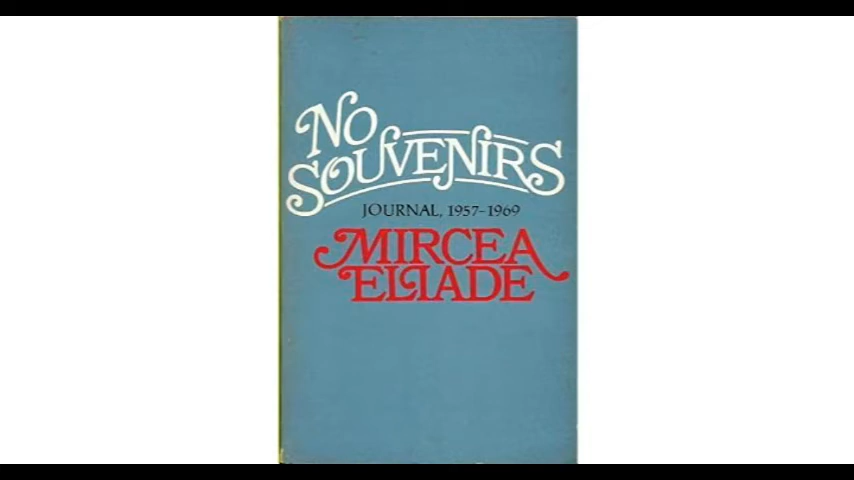 NO
SOUVENIRS
JOURNAL, 1957-1969
MIRCEA
ELIADE